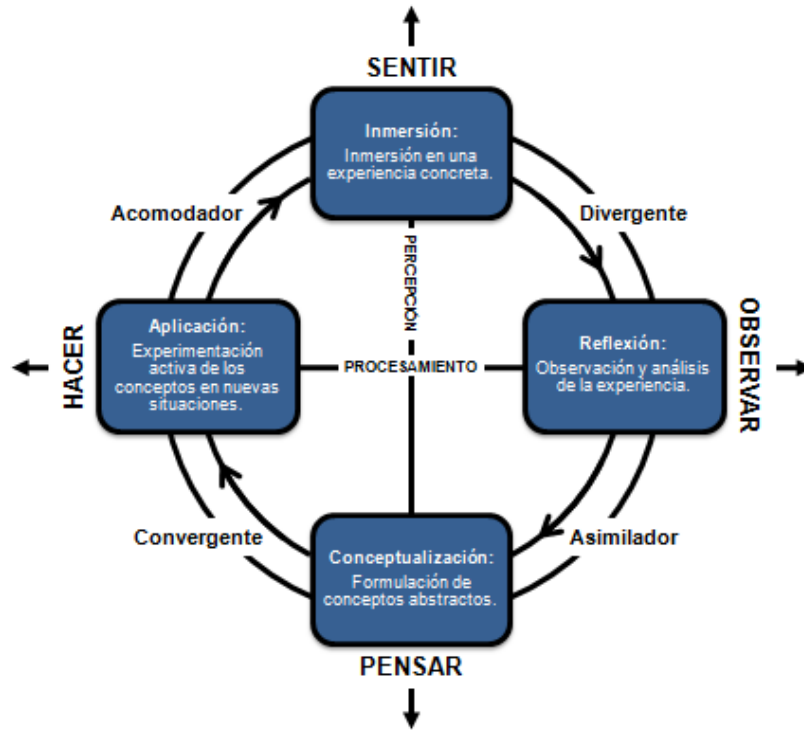 SENTIR
Inmersión:
Inmersión en una
experiencia concreta.
Acomodador
Divergente
PERCEPCIÓN
HACER
Aplicación:
Experimentación
activa de los
conceptos en nuevas
situaciones.
PROCESAMIENTO
Reflexión:
Observación y análisis
de la experiencia.
OBSERVAR
Convergente
Asimilador
Conceptualización:
Formulación de
conceptos abstractos.
PENSAR